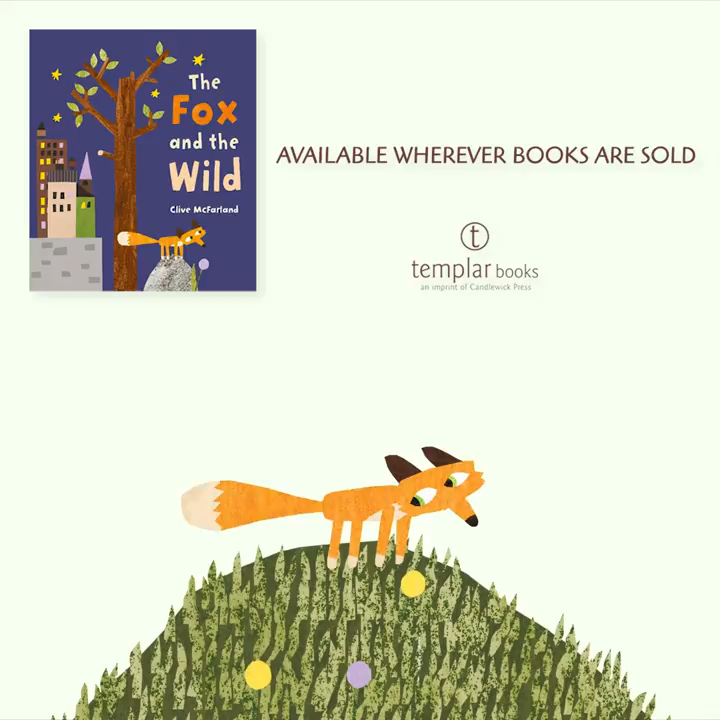 The
Fox
and the
Wild
Clive McFarland
AVAILABLE WHEREVER BOOKS ARE SOLD
t
templar books
an imprint of Candlewick Press